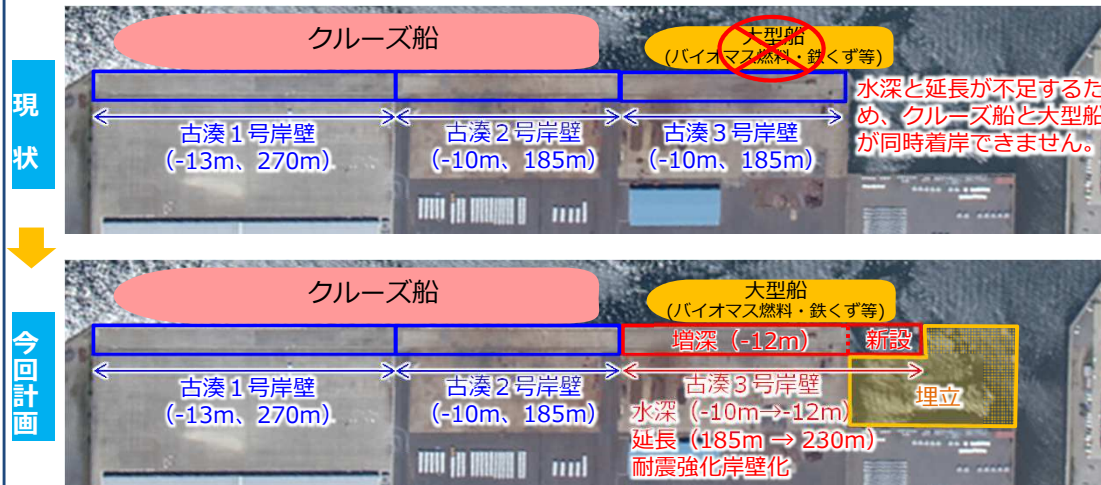 現状
クルーズ船
大型船
(バイオマス燃料・鉄くず等)
水深と延長が不足するた
め、クルーズ船と大型船
が同時着岸できません。
古湊1号岸壁
(-13m、270m)
古湊2号岸壁
(-10m、185m)
古湊3号岸壁
(-10m、185m)
今回計画
クルーズ船
大型船
(バイオマス燃料・鉄くず等)
増深(-12m)
新設
古湊1号岸壁
(-13m、270m)
古湊2号岸壁
(-10m、185m)
古湊3号岸壁
水深(-10m→-12m)
延長(185m → 230m)
耐震強化岸壁化
埋立